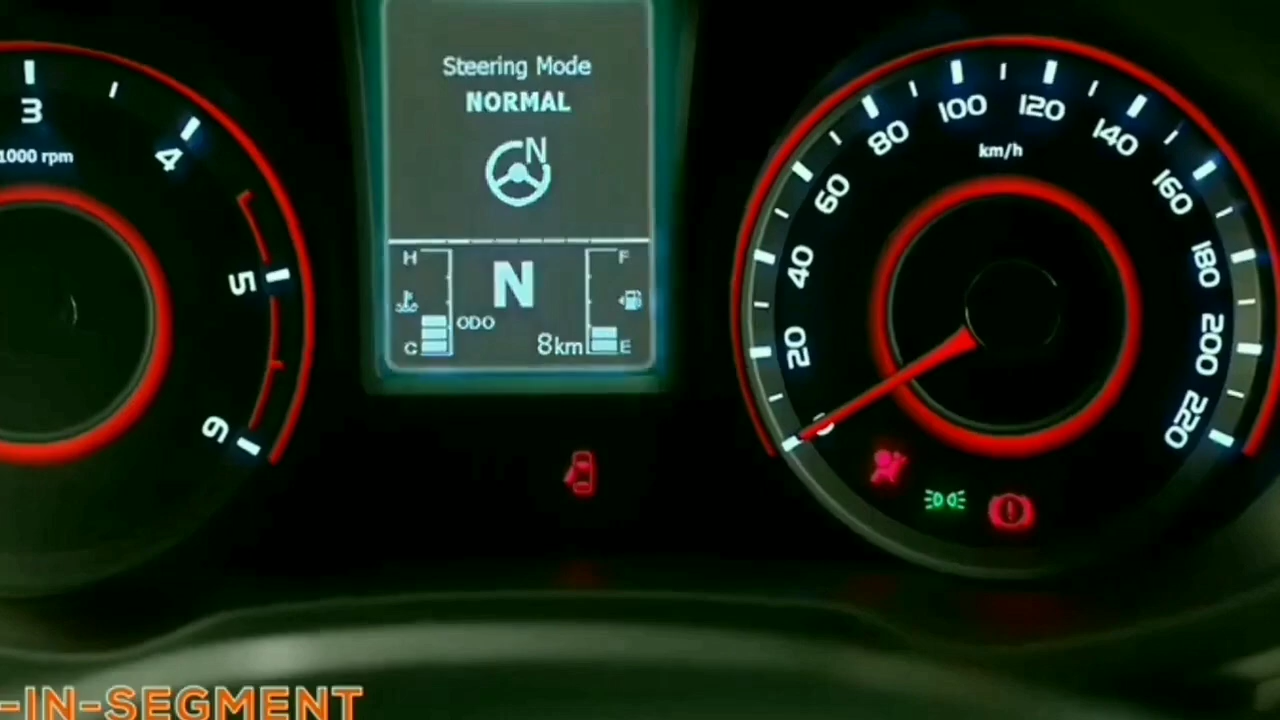 Steering Mode
NORMAL
N
3
4
5
6
1000 rpm
H
C
N
ODO
8km
F
E
0
20
40
60
80
100
120
140
160
180
200
220
km/h
-IN-SEGMENT